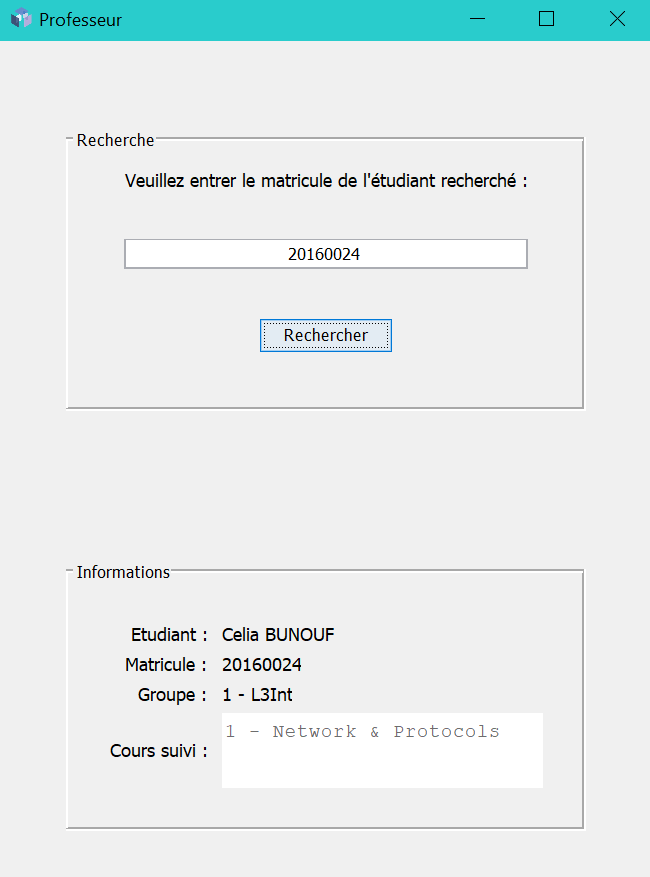 Professeur
Recherche
Veuillez entrer le matricule de l'étudiant recherché :
20160024
Rechercher
Informations
Etudiant : Celia BUNOUF
Matricule : 20160024
Groupe : 1 - L3Int
1 - Network & Protocols
Cours suivi :